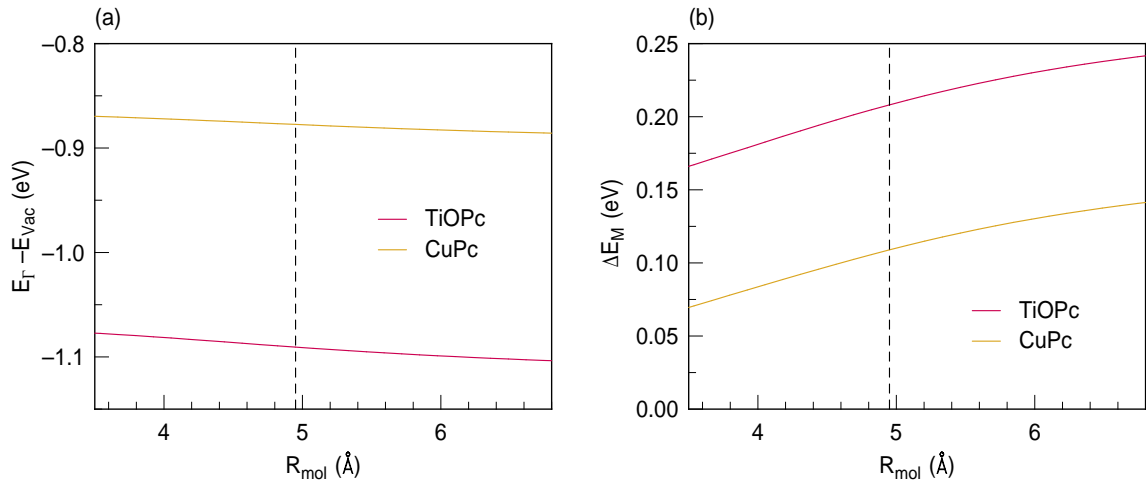 (a)
−0.8
−0.9
−1.0
−1.1
E_Γ −E_Vac (eV)
TiOPc
CuPc
4 5 6
R_mol (Å)
(b)
0.25
0.20
0.15
0.10
0.05
0.00
ΔE_M (eV)
TiOPc
CuPc
4 5 6
R_mol (Å)